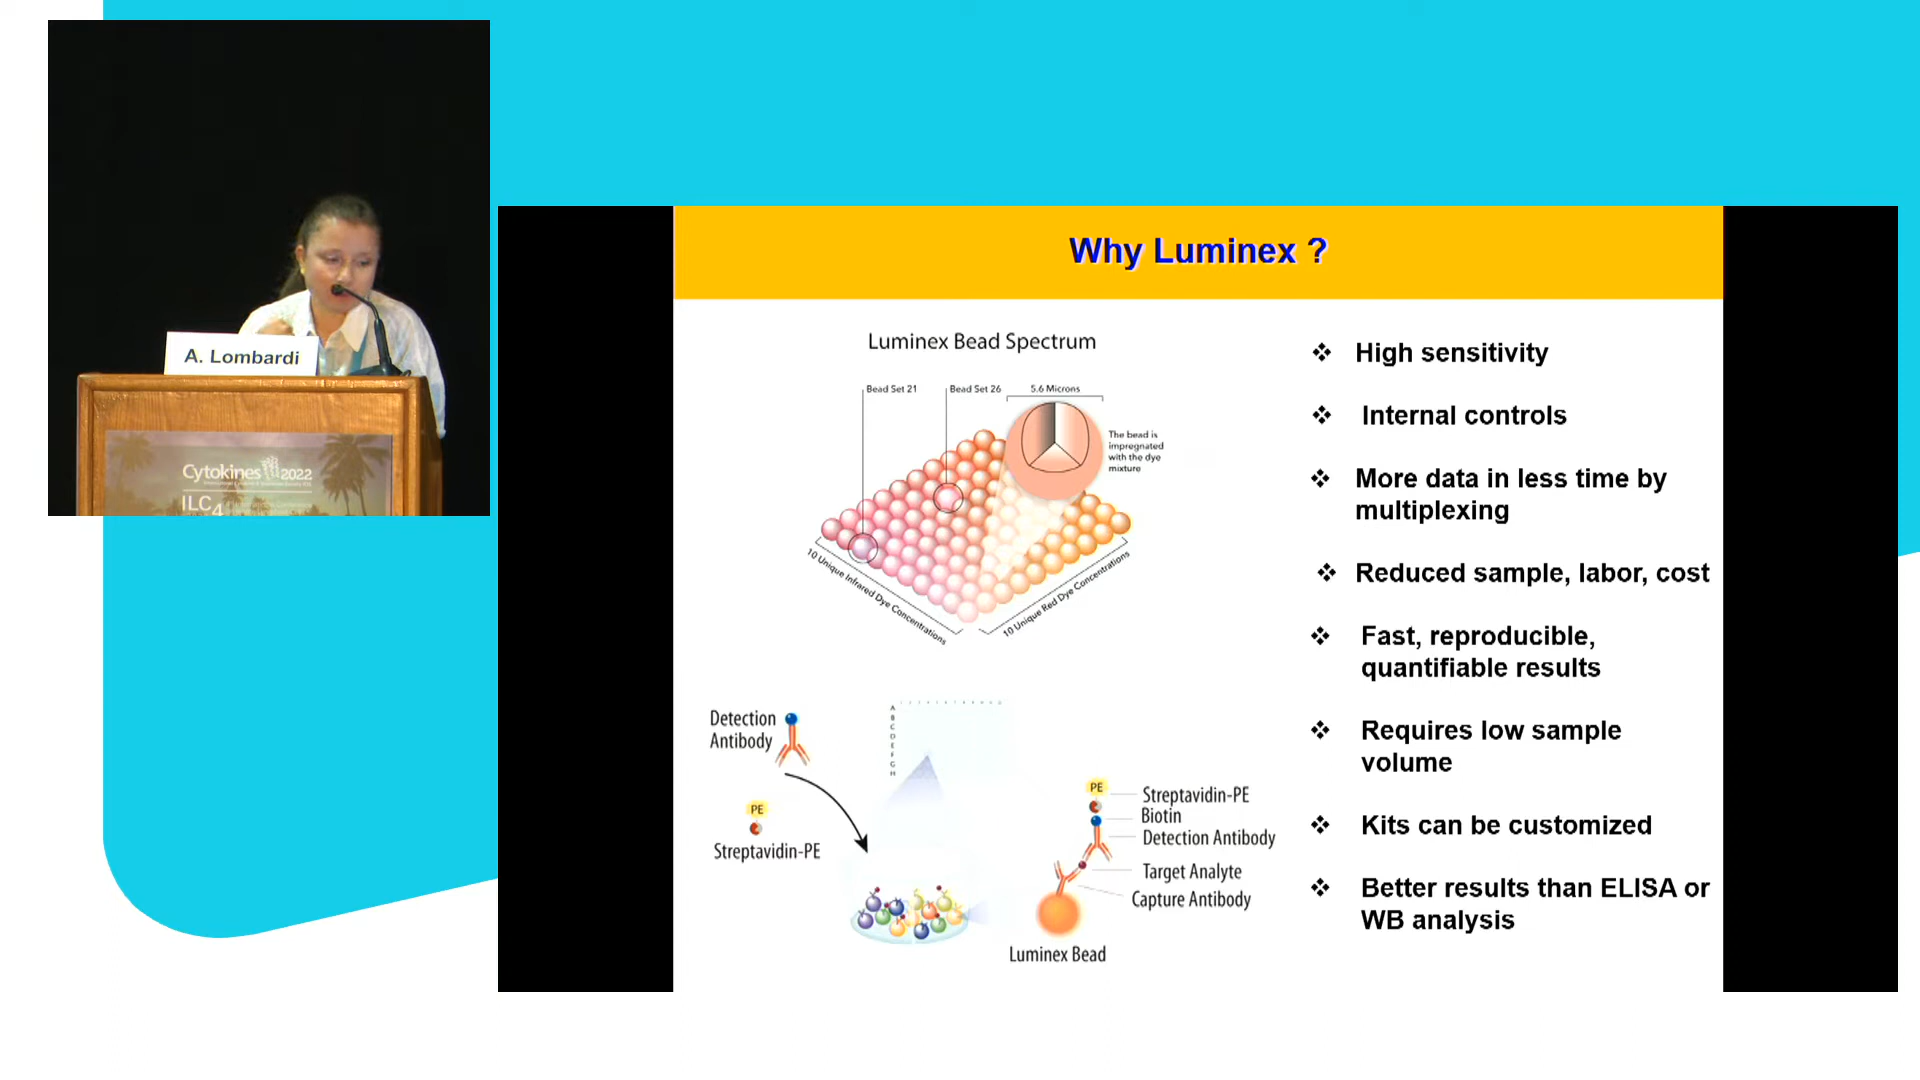 A. Lombardi
Cytokines 2022
ILC4
Why Luminex ?
Luminex Bead Spectrum
Bead Set 21
Bead Set 26
5.6 Microns
The bead is
impregnated
with the dye
mixture
10 Unique Infrared Dye Concentrations
10 Unique Red Dye Concentrations
Detection
Antibody
PE
Streptavidin-PE
A
B
C
D
E
F
G
H
PE
Streptavidin-PE
Biotin
Detection Antibody
Target Analyte
Capture Antibody
Luminex Bead
❖ High sensitivity
❖ Internal controls
❖ More data in less time by
multiplexing
❖ Reduced sample, labor, cost
❖ Fast, reproducible,
quantifiable results
❖ Requires low sample
volume
❖ Kits can be customized
❖ Better results than ELISA or
WB analysis